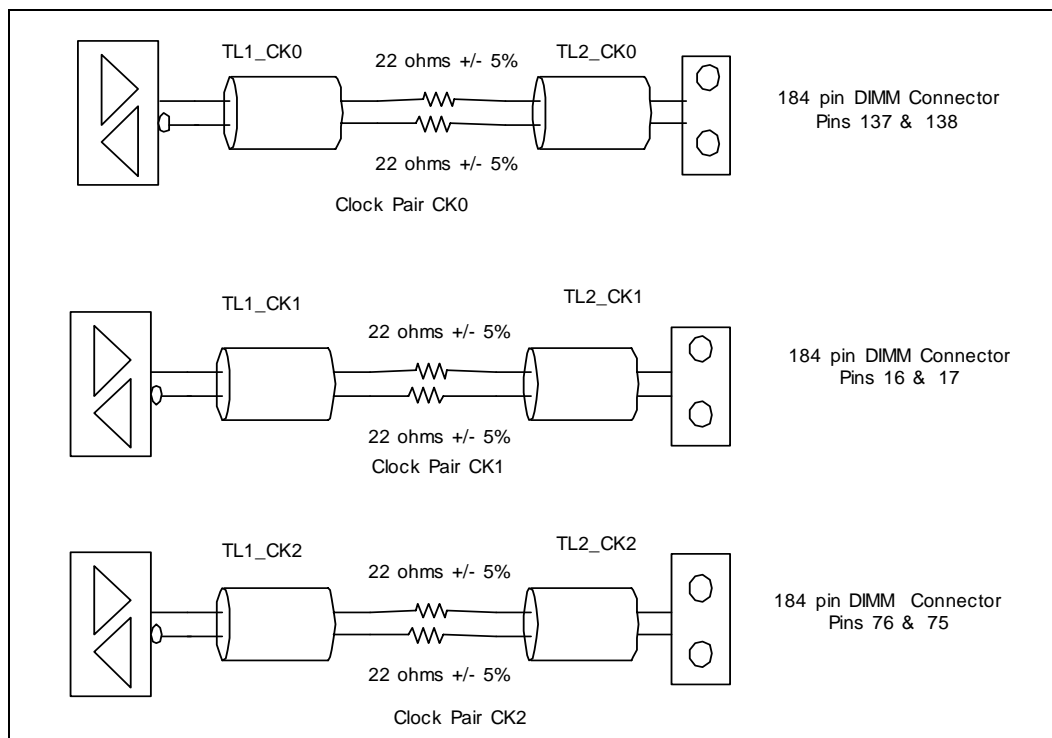 TL1_CK0
22 ohms +/- 5%
TL2_CK0
184 pin DIMM Connector
Pins 137 & 138
22 ohms +/- 5%
Clock Pair CK0
TL1_CK1
22 ohms +/- 5%
TL2_CK1
184 pin DIMM Connector
Pins 16 & 17
22 ohms +/- 5%
Clock Pair CK1
TL1_CK2
22 ohms +/- 5%
TL2_CK2
184 pin DIMM Connector
Pins 76 & 75
22 ohms +/- 5%
Clock Pair CK2